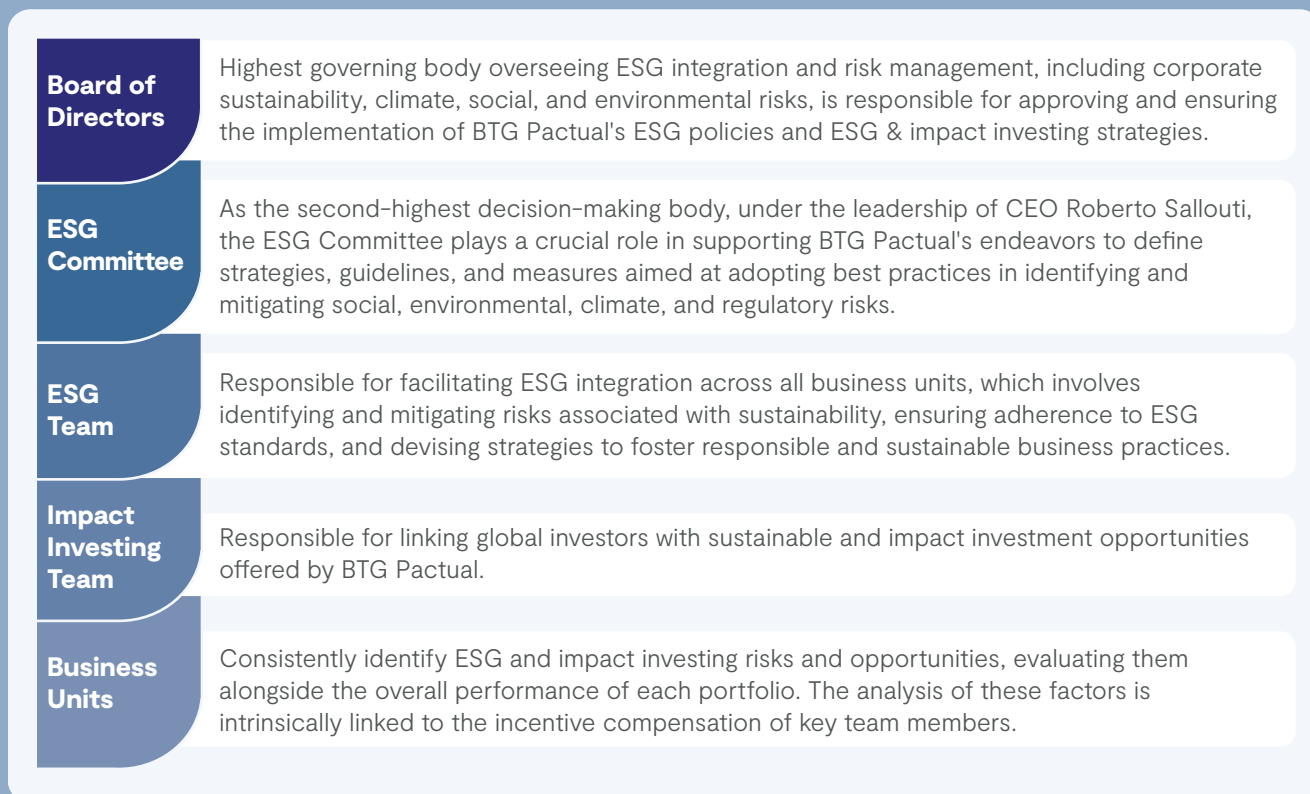 Board of
Directors
Highest governing body overseeing ESG integration and risk management, including corporate
sustainability, climate, social, and environmental risks, is responsible for approving and ensuring
the implementation of BTG Pactual's ESG policies and ESG & impact investing strategies.
ESG
Committee
As the second-highest decision-making body, under the leadership of CEO Roberto Sallouti,
the ESG Committee plays a crucial role in supporting BTG Pactual's endeavors to define
strategies, guidelines, and measures aimed at adopting best practices in identifying and
mitigating social, environmental, climate, and regulatory risks.
ESG
Team
Responsible for facilitating ESG integration across all business units, which involves
identifying and mitigating risks associated with sustainability, ensuring adherence to ESG
standards, and devising strategies to foster responsible and sustainable business practices.
Impact
Investing
Team
Responsible for linking global investors with sustainable and impact investment opportunities
offered by BTG Pactual.
Business
Units
Consistently identify ESG and impact investing risks and opportunities, evaluating them
alongside the overall performance of each portfolio. The analysis of these factors is
intrinsically linked to the incentive compensation of key team members.